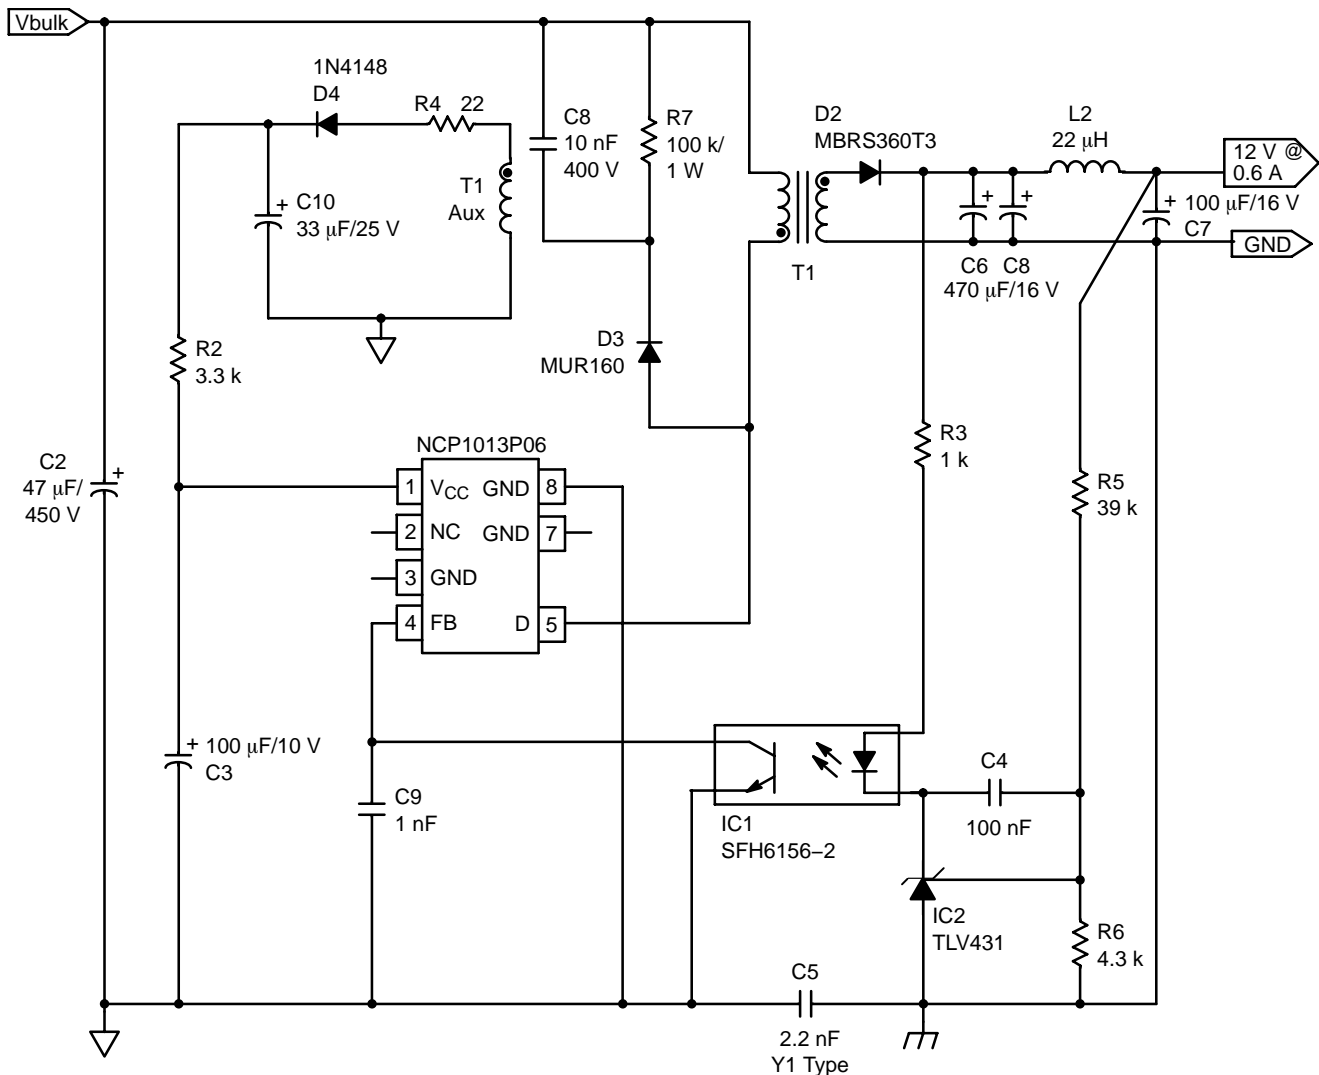 Vbulk
1N4148
D4
R4 22
T1
Aux
C10
+
33 μF/25 V
C8
10 nF
400 V
R7
100 k/
1 W
D2
MBRS360T3
L2
22 μH
12 V @
0.6 A
+
+
+ 100 μF/16 V
C7
GND
T1
C6 C8
470 μF/16 V
R2
3.3 k
D3
MUR160
C2
+
47 μF/
450 V
NCP1013P06
1 VCC GND 8
2 NC GND 7
3 GND
4 FB D 5
R3
1 k
R5
39 k
+ 100 μF/10 V
C3
C9
1 nF
IC1
SFH6156−2
C4
100 nF
IC2
TLV431
R6
4.3 k
C5
2.2 nF
Y1 Type